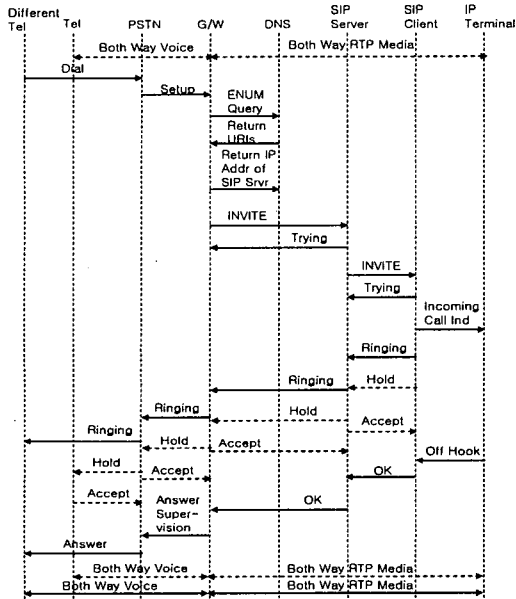 Different Tel
Tel
PSTN
G/W
DNS
SIP Server
SIP Client
IP Terminal
Both Way Voice
Both Way RTP Media
Dial
Setup
ENUM
Query
Return
URIs
Return IP
Addr of
SIP Srvr
INVITE
Trying
INVITE
Trying
Incoming
Call Ind
Ringing
Ringing
Hold
Ringing
Hold
Accept
Ringing
Hold
Accept
Off Hook
Hold
Accept
OK
Accept
Answer
Super-
vision
OK
Answer
Both Way Voice
Both Way RTP Media
Both Way Voice
Both Way RTP Media